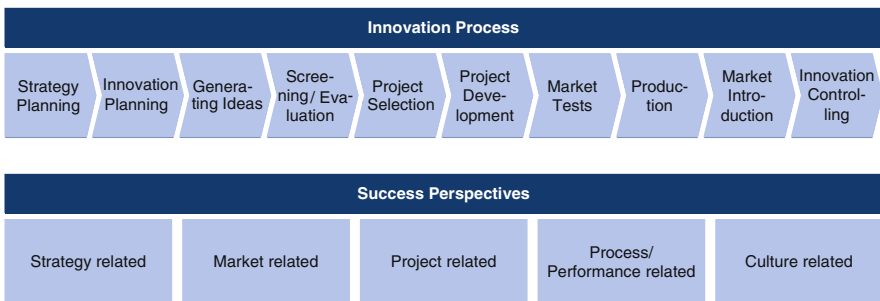 Innovation Process
Strategy
Planning
Innovation
Planning
Genera-
ting Ideas
Scree-
ning/ Eva-
luation
Project
Selection
Project
Deve-
lopment
Market
Tests
Produc-
tion
Market
Intro-
duction
Innovation
Control-
ling
Success Perspectives
Strategy related
Market related
Project related
Process/
Performance related
Culture related